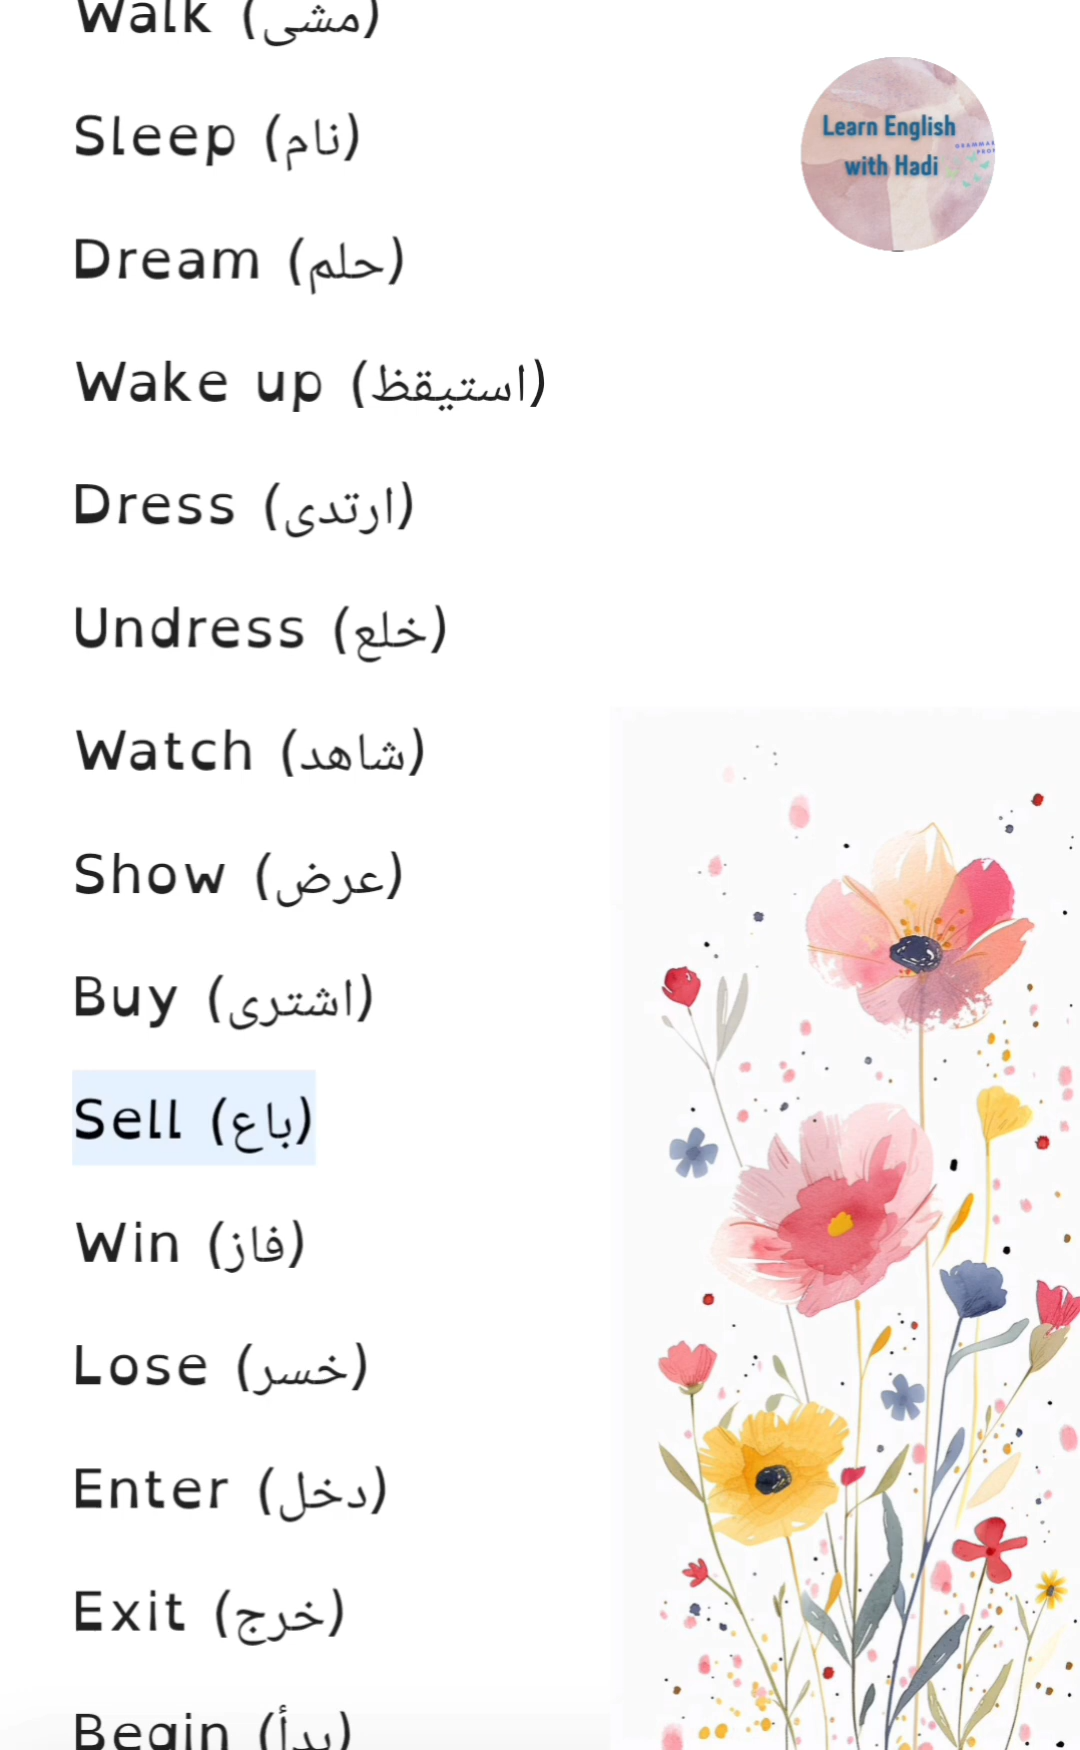 Walk (مشى)
Sleep (نام)
Dream (حلم)
Wake up (استيقظ)
Dress (ارتدى)
Undress (خلع)
Watch (شاهد)
Show (عرض)
Buy (اشترى)
Sell (باع)
Win (فاز)
Lose (خسر)
Enter (دخل)
Exit (خرج)
Begin (بدأ)
Learn English
with Hadi